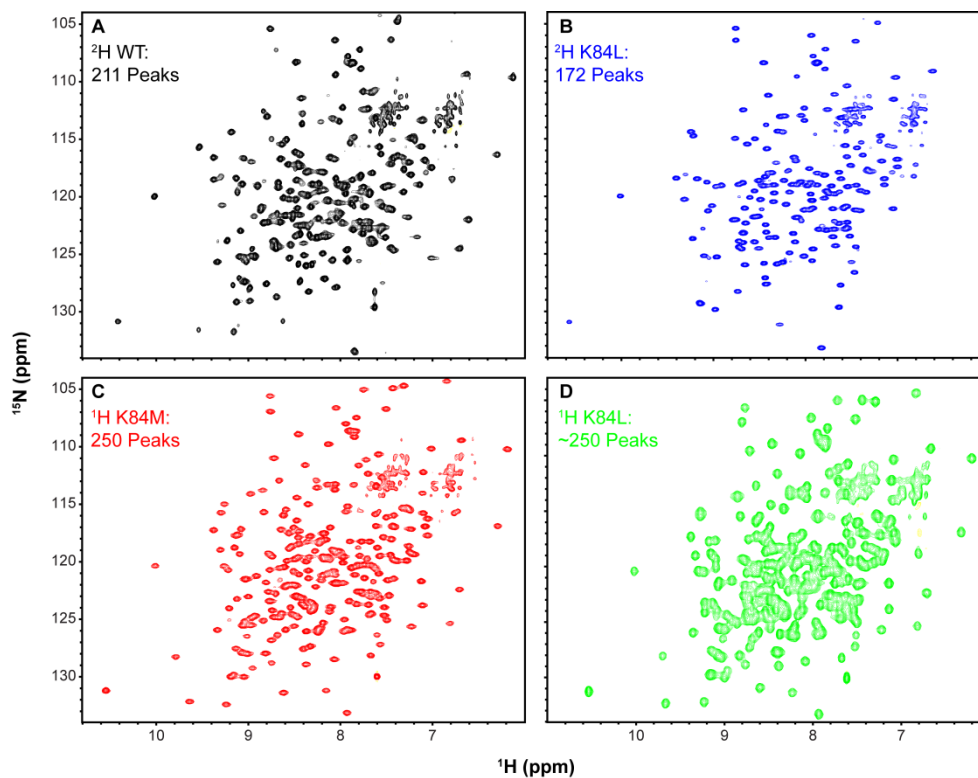 A
²H WT:
211 Peaks
B
²H K84L:
172 Peaks
C
¹H K84M:
250 Peaks
D
¹H K84L:
~250 Peaks
105
110
115
120
125
130
105
110
115
120
125
130
¹⁵N (ppm)
10 9 8 7
10 9 8 7
¹H (ppm)